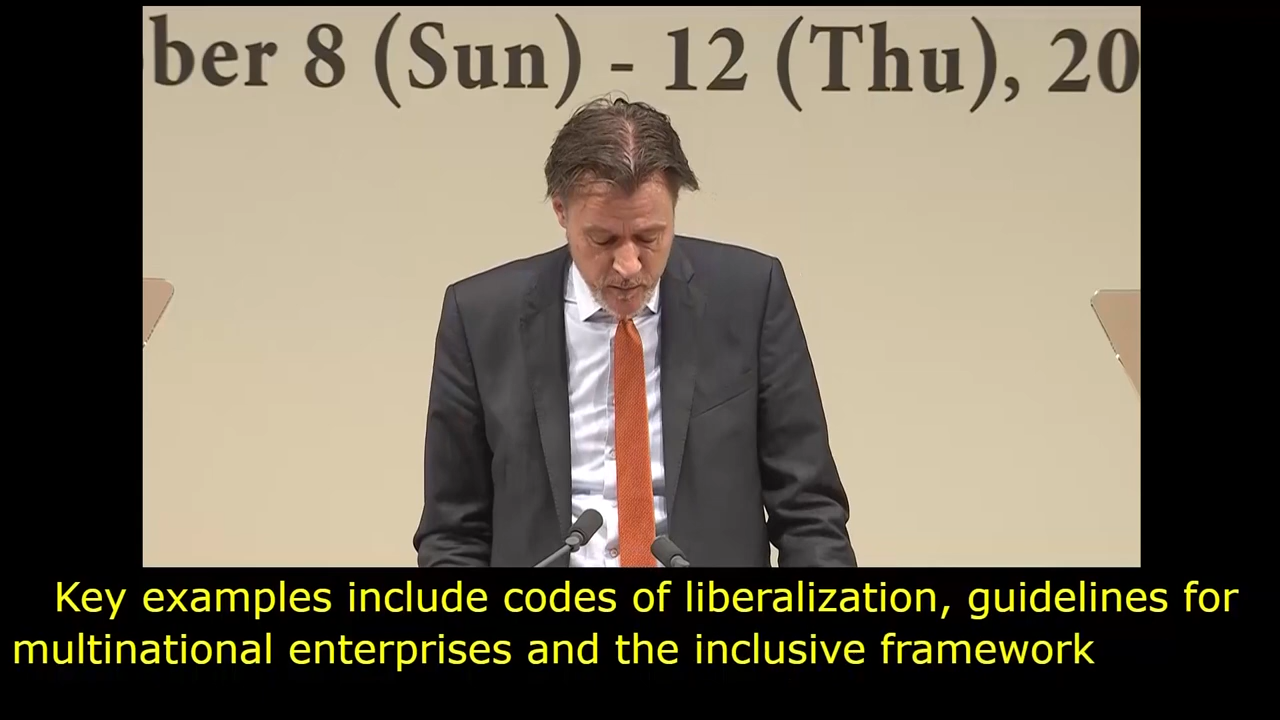 ber 8 (Sun) - 12 (Thu), 20
Key examples include codes of liberalization, guidelines for
multinational enterprises and the inclusive framework